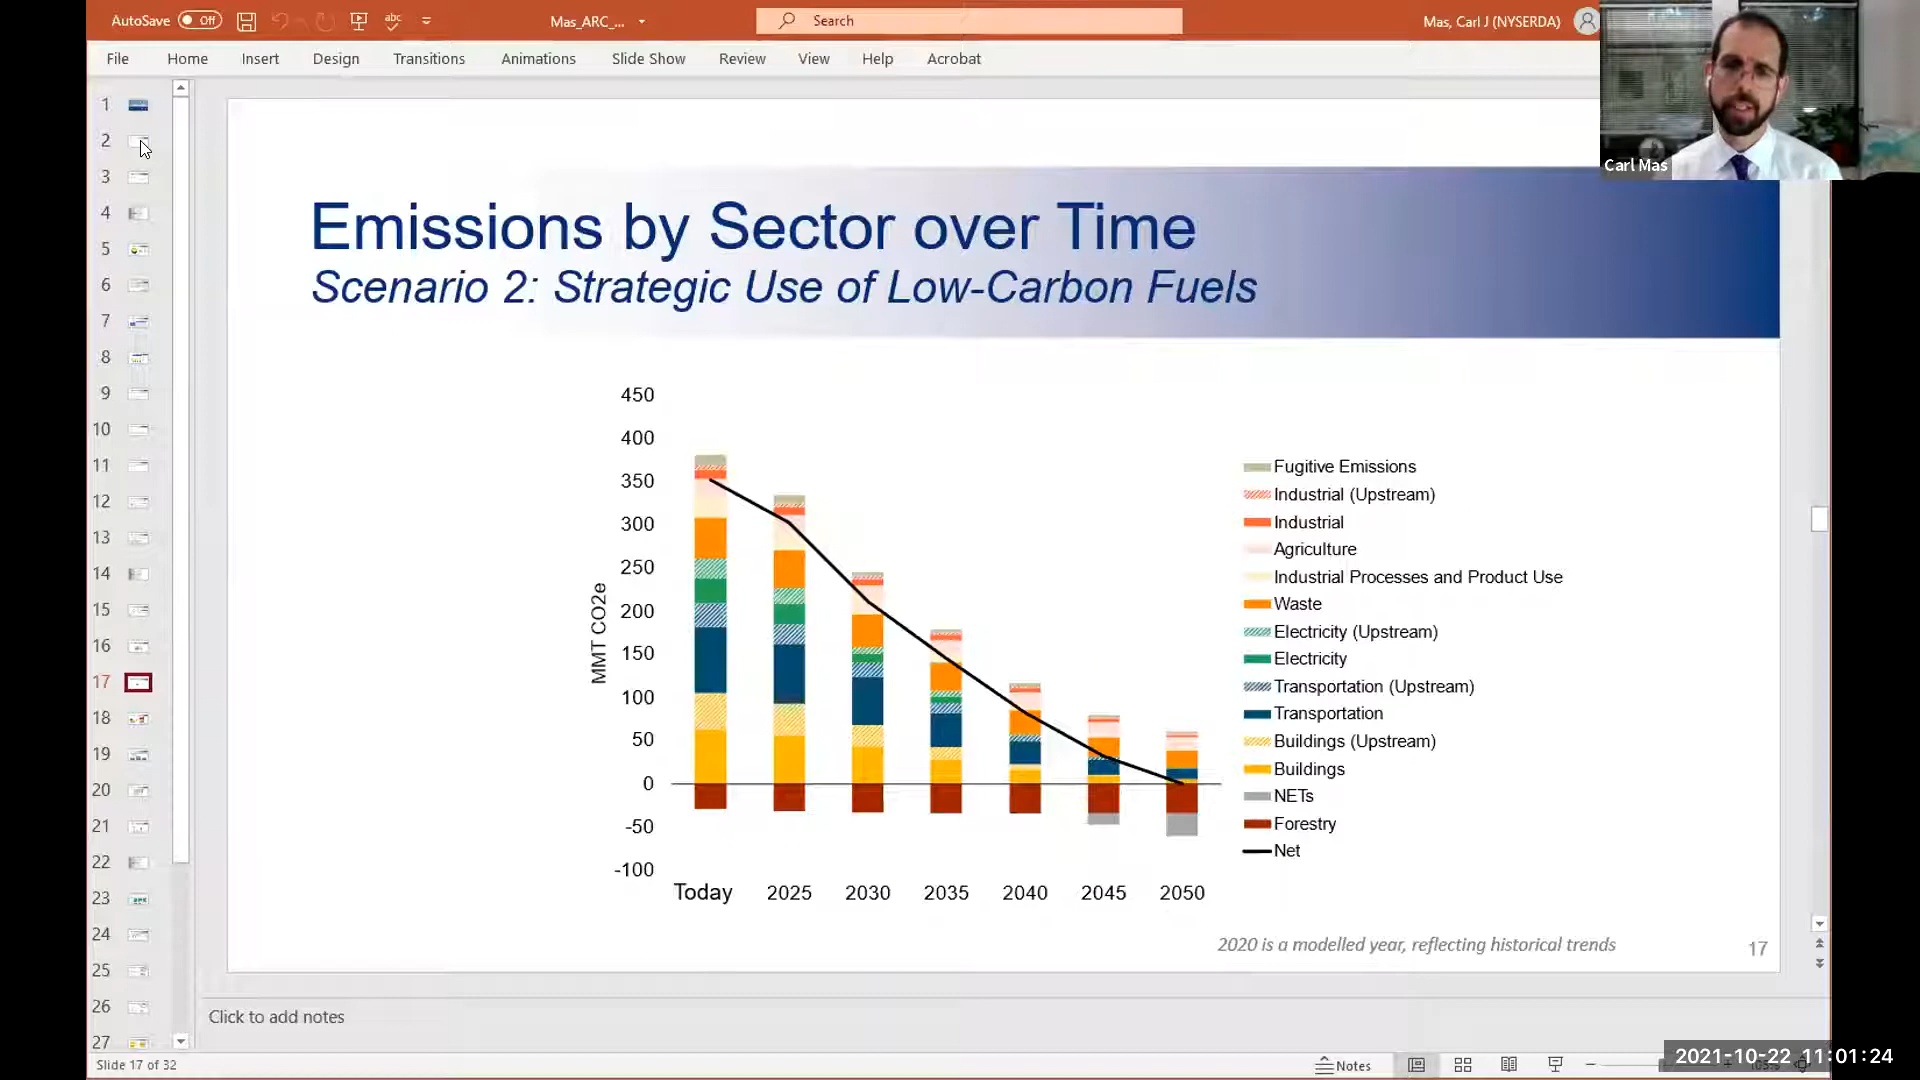 AutoSave Off
abc
Mas_ARC_...
Search
Mas, Carl J (NYSERDA)
File Home Insert Design Transitions Animations Slide Show Review View Help Acrobat
Carl Mas
1
2
3
4
5
6
7
8
9
10
11
12
13
14
15
16
17
18
19
20
21
22
23
24
25
26
27
Emissions by Sector over Time
Scenario 2: Strategic Use of Low-Carbon Fuels
MMT CO2e
450
400
350
300
250
200
150
100
50
0
-50
-100
Today 2025 2030 2035 2040 2045 2050
Fugitive Emissions
Industrial (Upstream)
Industrial
Agriculture
Industrial Processes and Product Use
Waste
Electricity (Upstream)
Electricity
Transportation (Upstream)
Transportation
Buildings (Upstream)
Buildings
NETs
Forestry
Net
2020 is a modelled year, reflecting historical trends
17
Click to add notes
Slide 17 of 32
Notes
2021-10-22 11:01:24